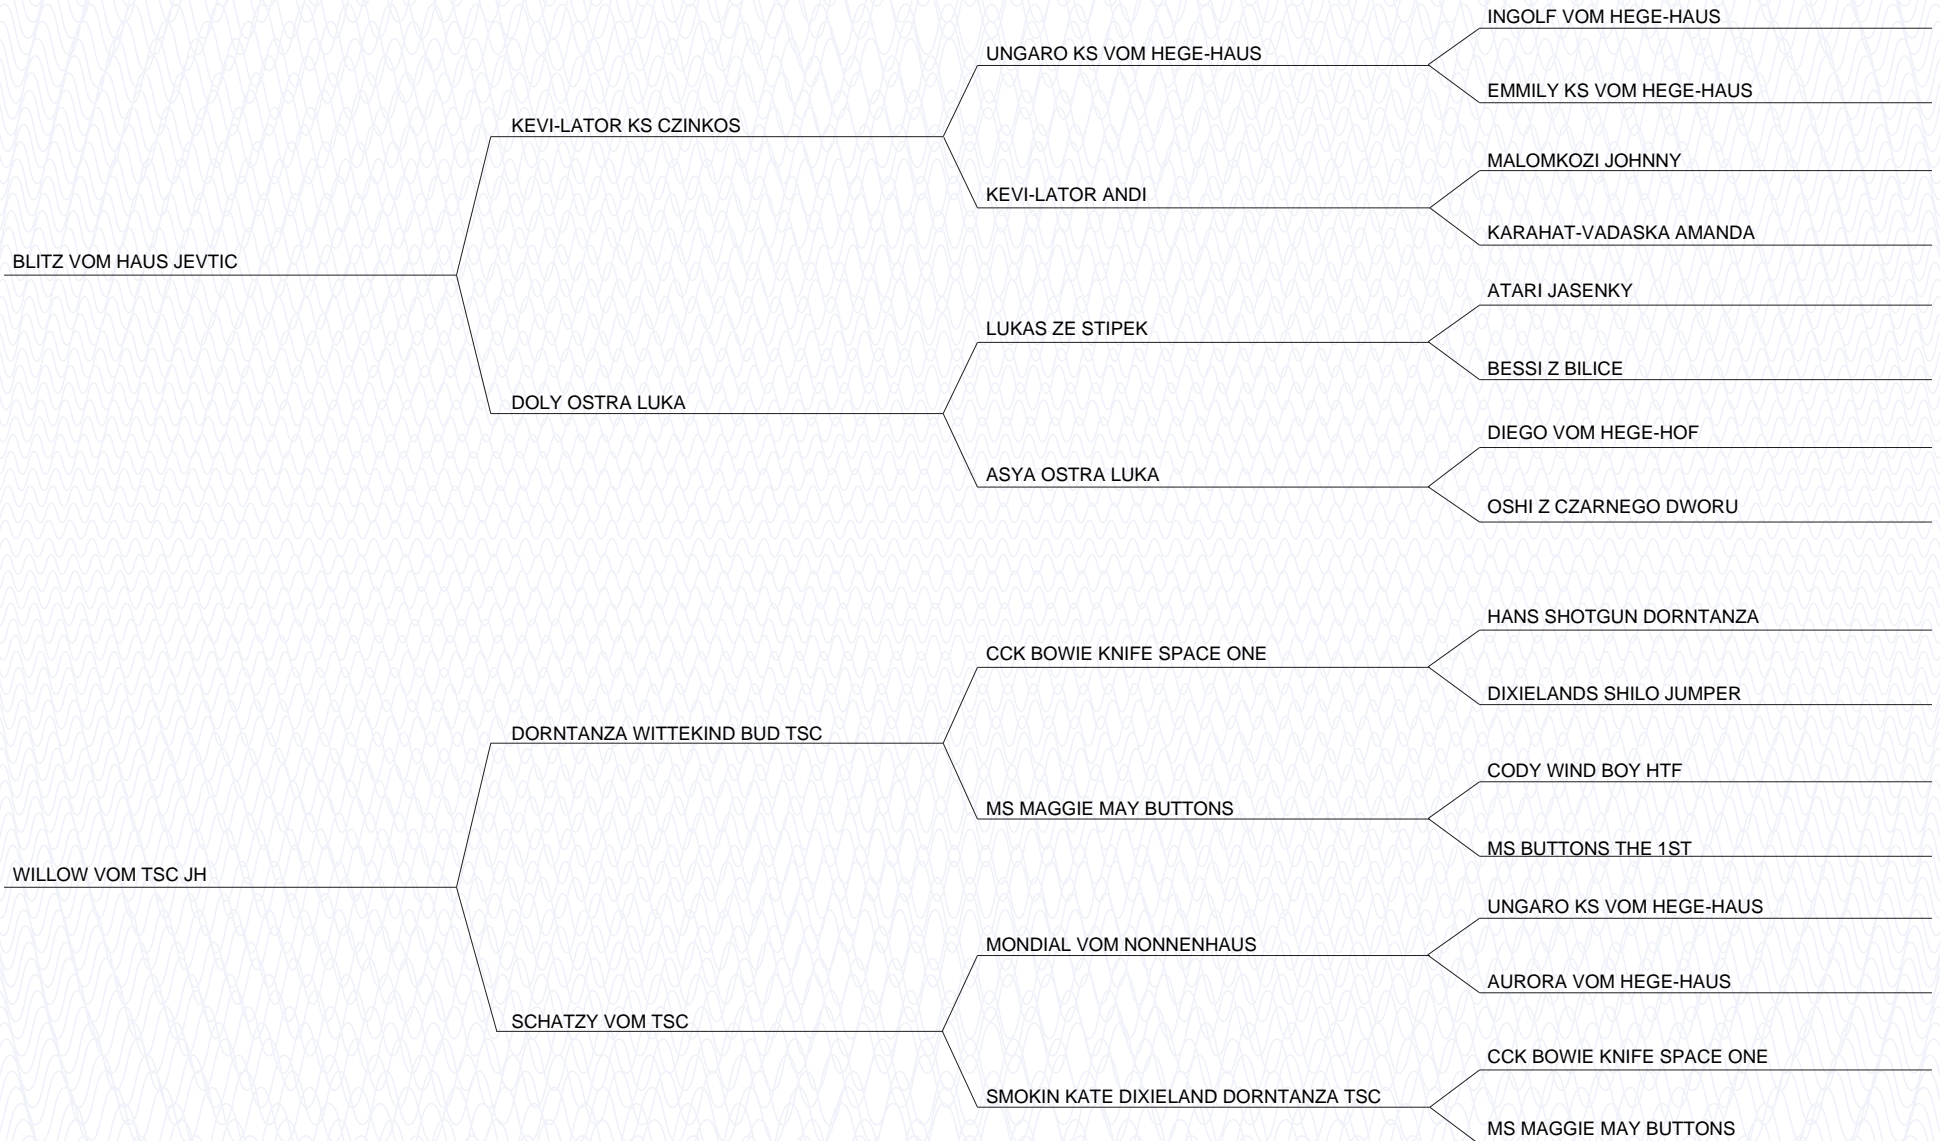 INGOLF VOM HEGE-HAUS
UNGARO KS VOM HEGE-HAUS
EMMILY KS VOM HEGE-HAUS
KEVI-LATOR KS CZINKOS
MALOMKOZI JOHNNY
KEVI-LATOR ANDI
KARAHAT-VADASKA AMANDA
BLITZ VOM HAUS JEVTIC
ATARI JASENKY
LUKAS ZE STIPEK
BESSI Z BILICE
DOLY OSTRA LUKA
DIEGO VOM HEGE-HOF
ASYA OSTRA LUKA
OSHI Z CZARNEGO DWORU
HANS SHOTGUN DORNTANZA
CCK BOWIE KNIFE SPACE ONE
DIXIELANDS SHILO JUMPER
DORNTANZA WITTEKIND BUD TSC
CODY WIND BOY HTF
MS MAGGIE MAY BUTTONS
MS BUTTONS THE 1ST
WILLOW VOM TSC JH
UNGARO KS VOM HEGE-HAUS
MONDIAL VOM NONNENHAUS
AURORA VOM HEGE-HAUS
SCHATZY VOM TSC
CCK BOWIE KNIFE SPACE ONE
SMOKIN KATE DIXIELAND DORNTANZA TSC
MS MAGGIE MAY BUTTONS